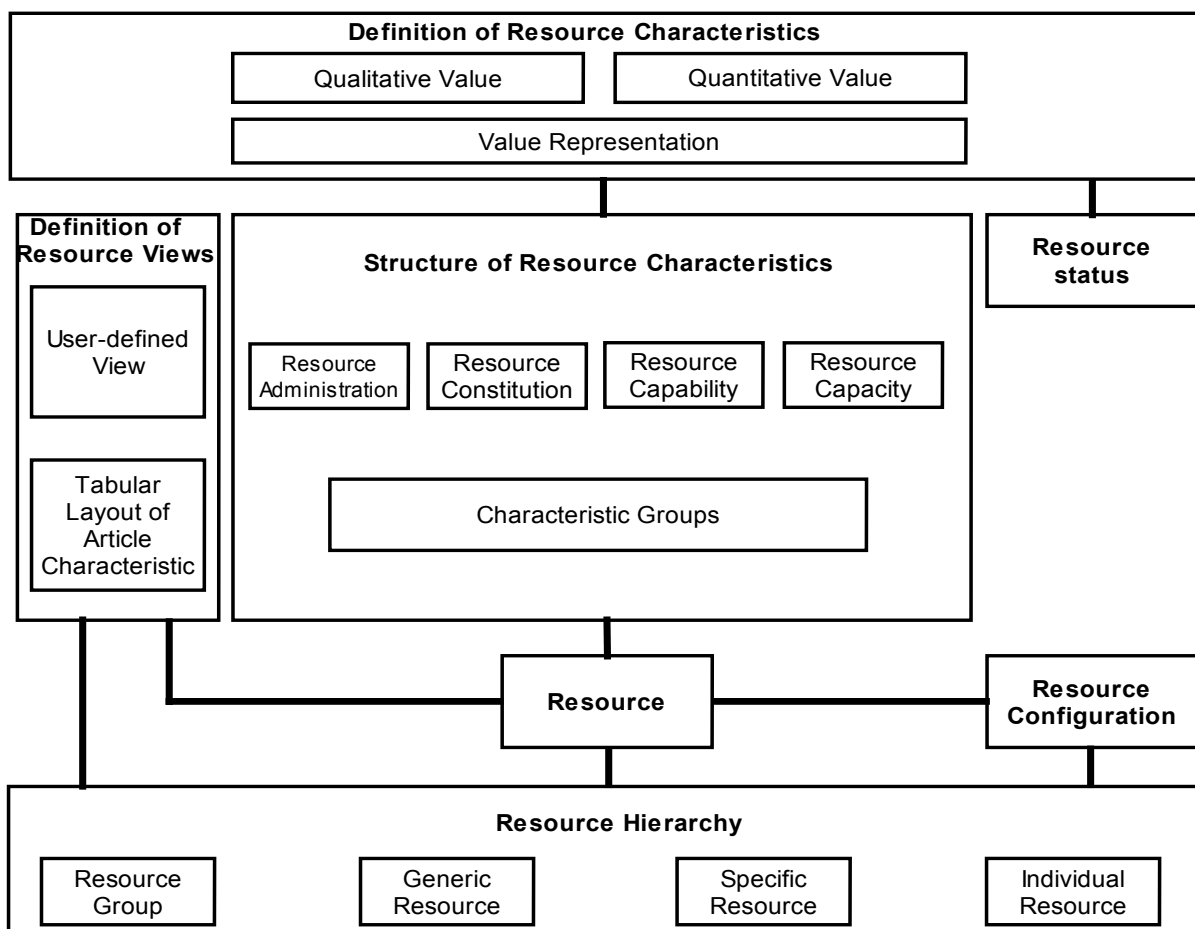 Definition of Resource Characteristics
Qualitative Value
Quantitative Value
Value Representation
Definition of
Resource Views
User-defined
View
Tabular
Layout of
Article
Characteristic
Structure of Resource Characteristics
Resource
Administration
Resource
Constitution
Resource
Capability
Resource
Capacity
Characteristic Groups
Resource
status
Resource
Resource
Configuration
Resource Hierarchy
Resource
Group
Generic
Resource
Specific
Resource
Individual
Resource